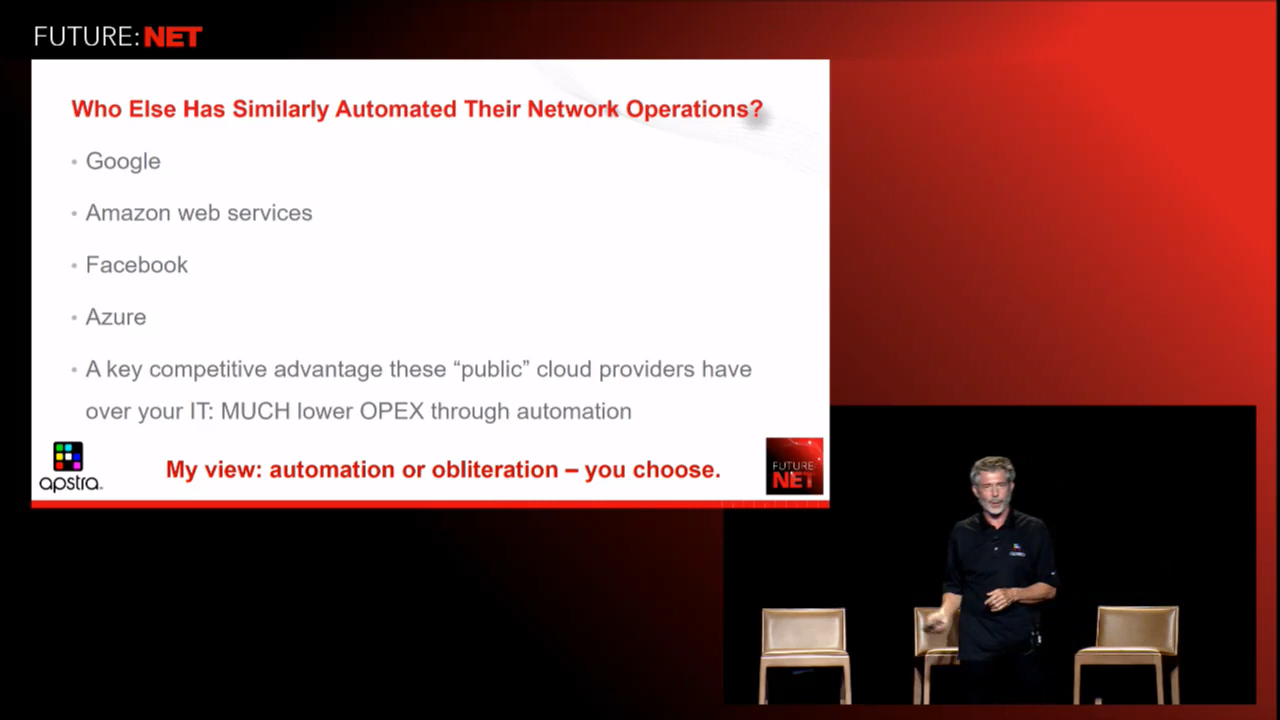 FUTURE:NET
Who Else Has Similarly Automated Their Network Operations?
• Google
• Amazon web services
• Facebook
• Azure
• A key competitive advantage these “public” cloud providers have
over your IT: MUCH lower OPEX through automation
My view: automation or obliteration – you choose.
apstra.
FUTURE:
NET